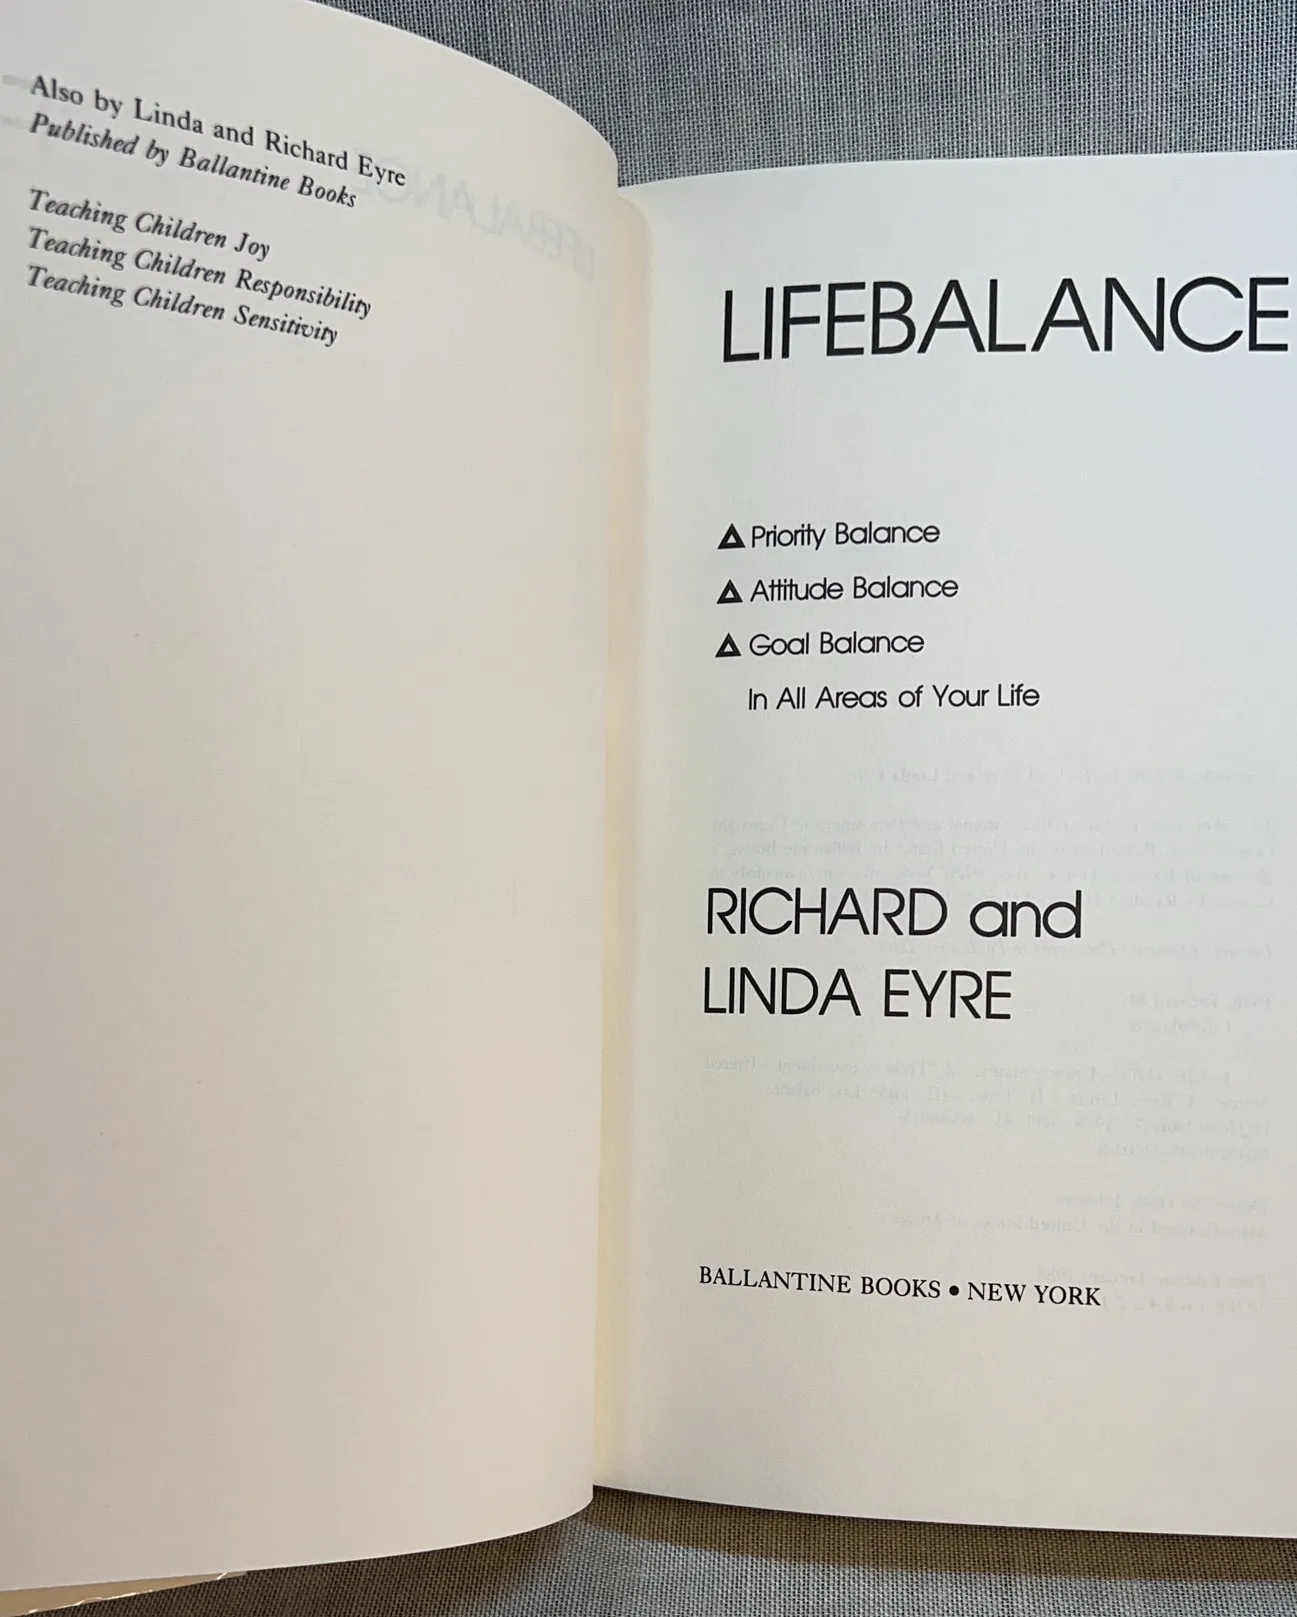 Also by Linda and Richard Eyre
Published by Ballantine Books
Teaching Children Joy
Teaching Children Responsibility
Teaching Children Sensitivity
LIFEBALANCE
Priority Balance
Attitude Balance
Goal Balance
In All Areas of Your Life
RICHARD and
LINDA EYRE
BALLANTINE BOOKS • NEW YORK